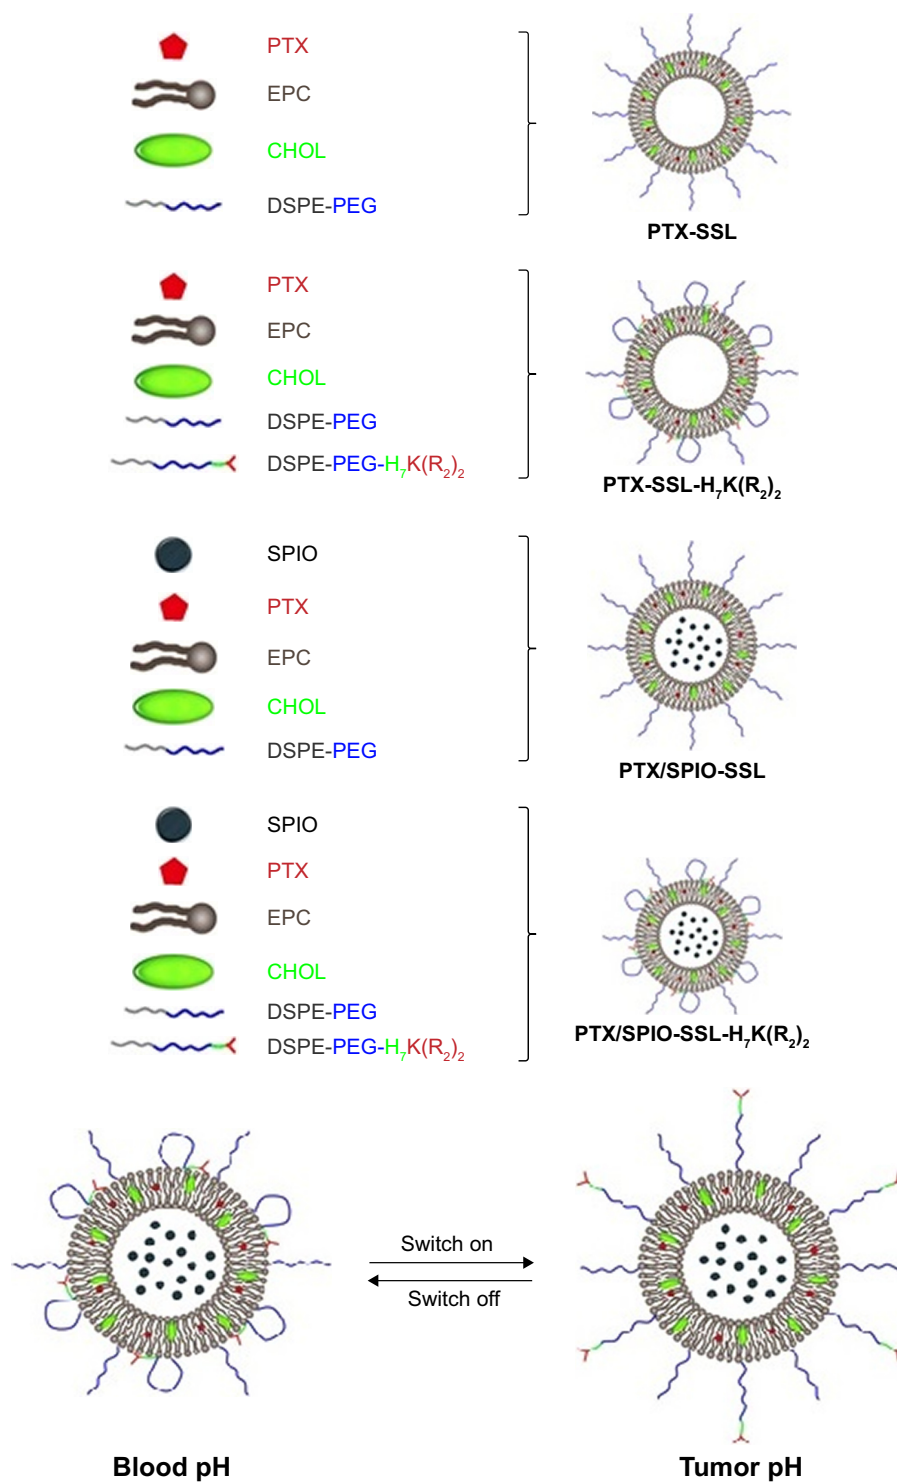 PTX
EPC
CHOL
DSPE-PEG
PTX-SSL
PTX
EPC
CHOL
DSPE-PEG
DSPE-PEG-H₇K(R₂)₂
PTX-SSL-H₇K(R₂)₂
SPIO
PTX
EPC
CHOL
DSPE-PEG
PTX/SPIO-SSL
SPIO
PTX
EPC
CHOL
DSPE-PEG
DSPE-PEG-H₇K(R₂)₂
PTX/SPIO-SSL-H₇K(R₂)₂
Switch on
Switch off
Blood pH
Tumor pH